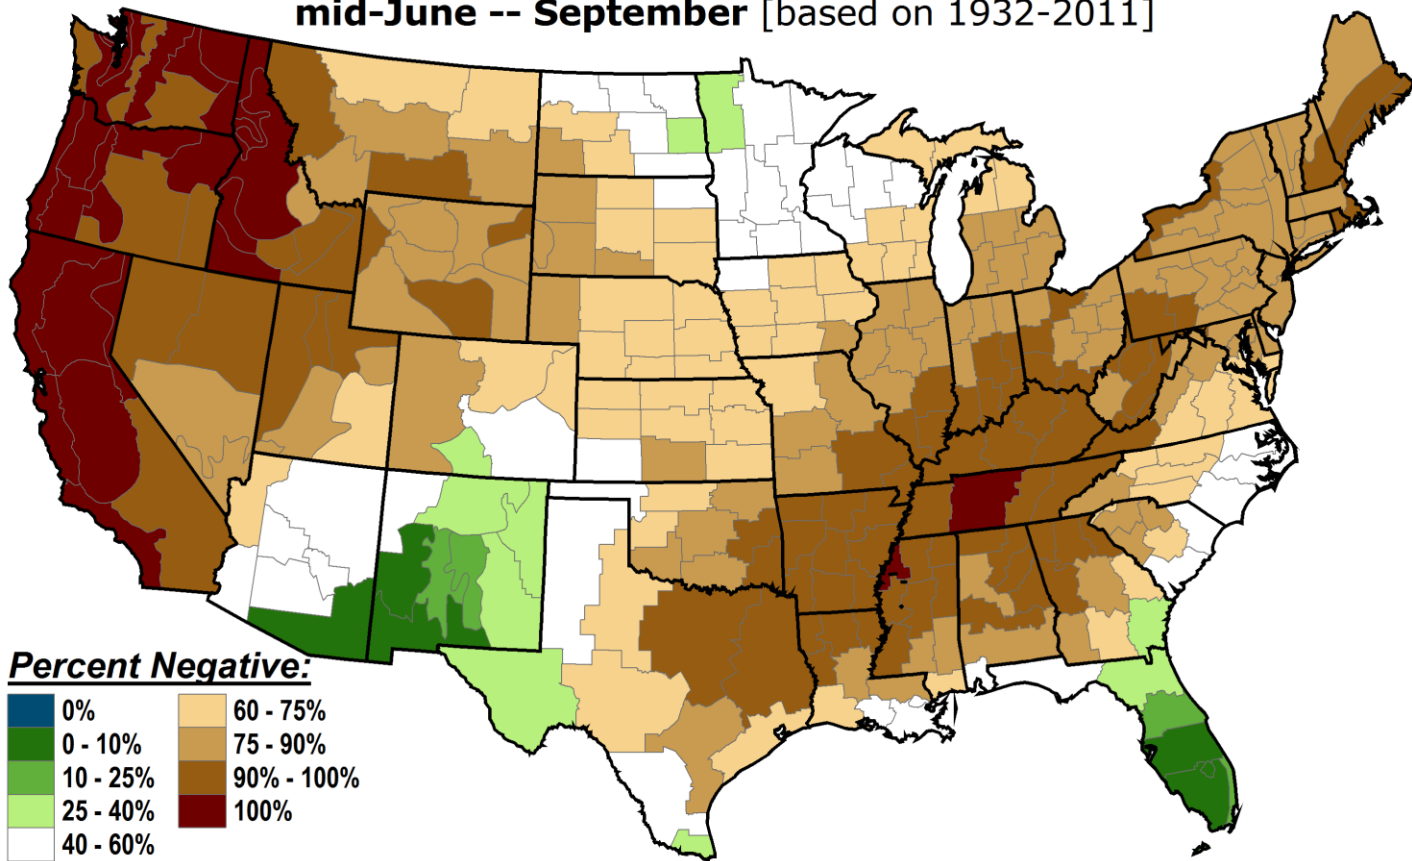 mid-June -- September [based on 1932-2011]
Percent Negative:
0%
0 - 10%
10 - 25%
25 - 40%
40 - 60%
60 - 75%
75 - 90%
90% - 100%
100%